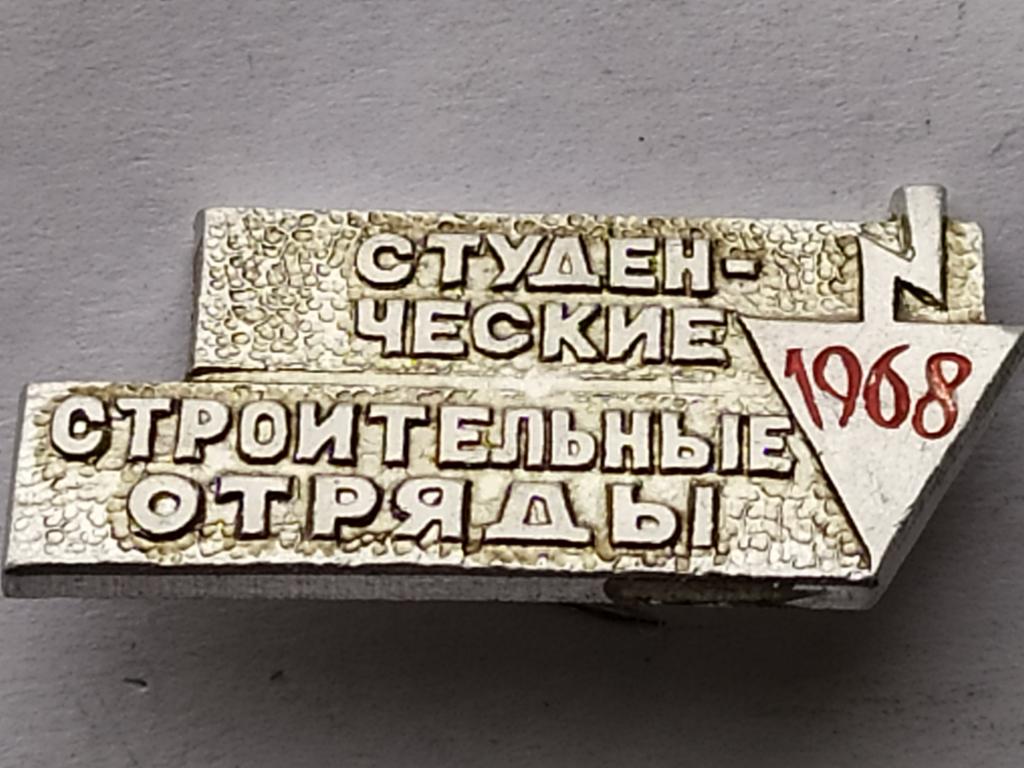 СТУДЕН-
ЧЕСКИЕ
СТРОИТЕЛЬНЫЕ
ОТРЯДЫ
1968